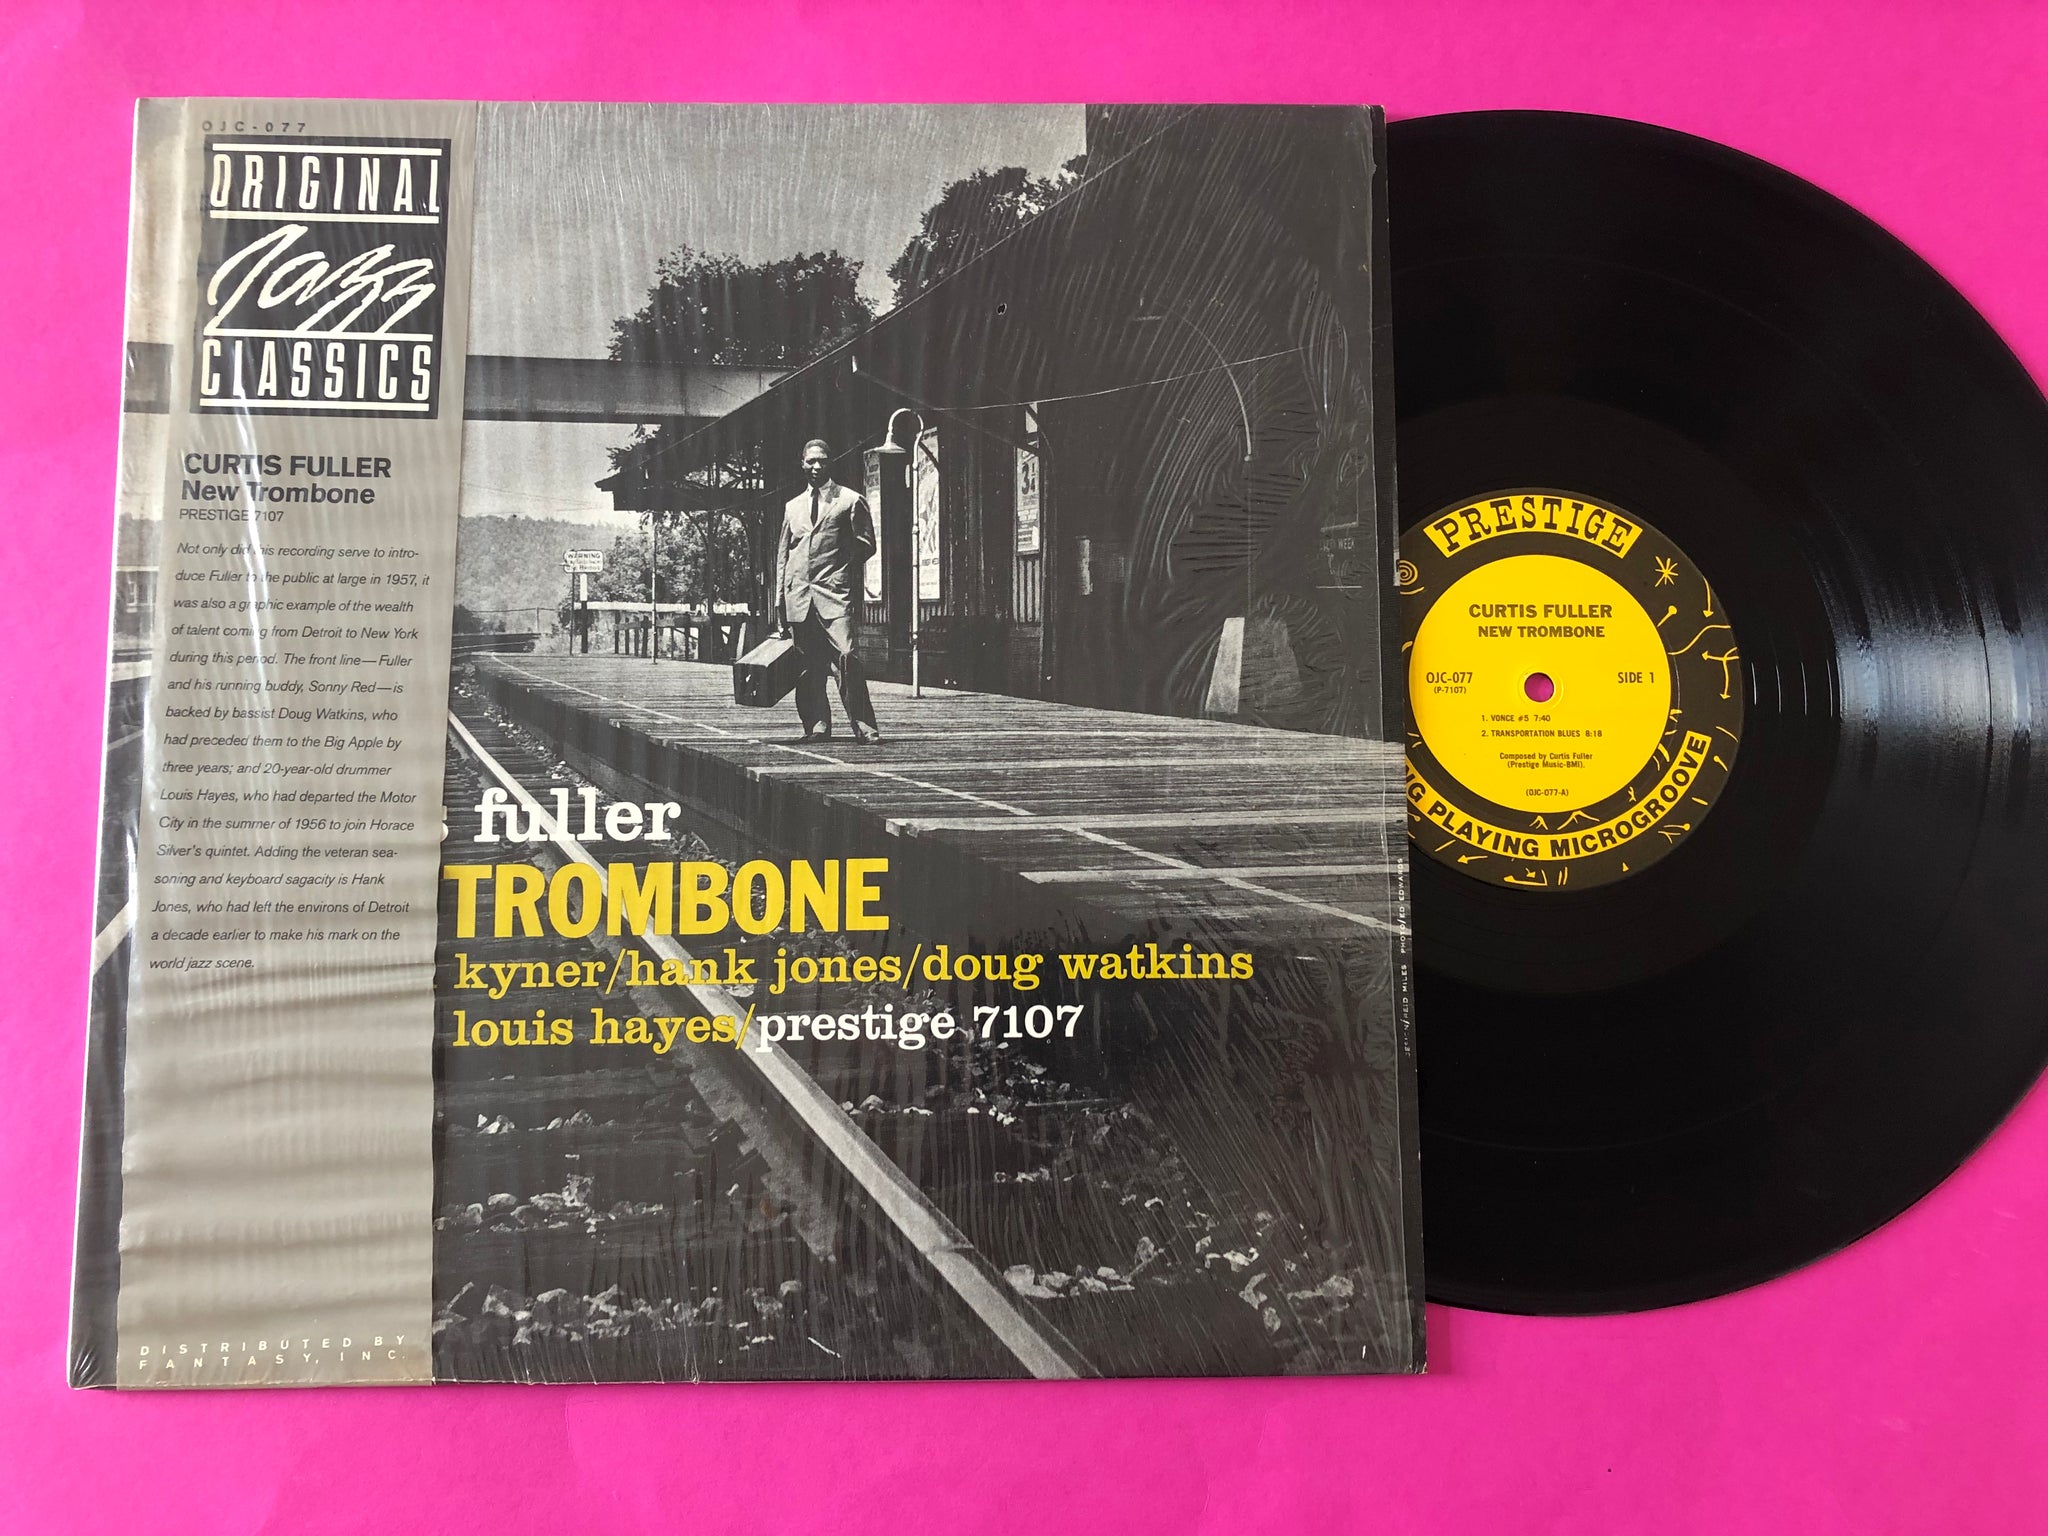 OJC-077
ORIGINAL
Jazz
CLASSICS
CURTIS FULLER
New Trombone
PRESTIGE 7107
Not only did this recording serve to intro-
duce Fuller to the public at large in 1957, it
was also a graphic example of the wealth
of talent coming from Detroit to New York
during this period. The front line—Fuller
and his running buddy, Sonny Red—is
backed by bassist Doug Watkins, who
had preceded them to the Big Apple by
three years; and 20-year-old drummer
Louis Hayes, who had departed the Motor
City in the summer of 1956 to join Horace
Silver's quintet. Adding the veteran sea-
soning and keyboard sagacity is Hank
Jones, who had left the environs of Detroit
a decade earlier to make his mark on the
world jazz scene.
DISTRIBUTED BY
FANTASY, INC.
WARNING
s fuller
TROMBONE
kyner/hank jones/doug watkins
louis hayes/prestige 7107
DESIGN/REID MILES PHOTO/ED EDWARDS
PRESTIGE
CURTIS FULLER
NEW TROMBONE
OJC-077
(P-7107)
SIDE 1
1. VONCE #5 7:40
2. TRANSPORTATION BLUES 8:18
Composed by Curtis Fuller
(Prestige Music-BMI).
(OJC-077-A)
NG PLAYING MICROGROOVE